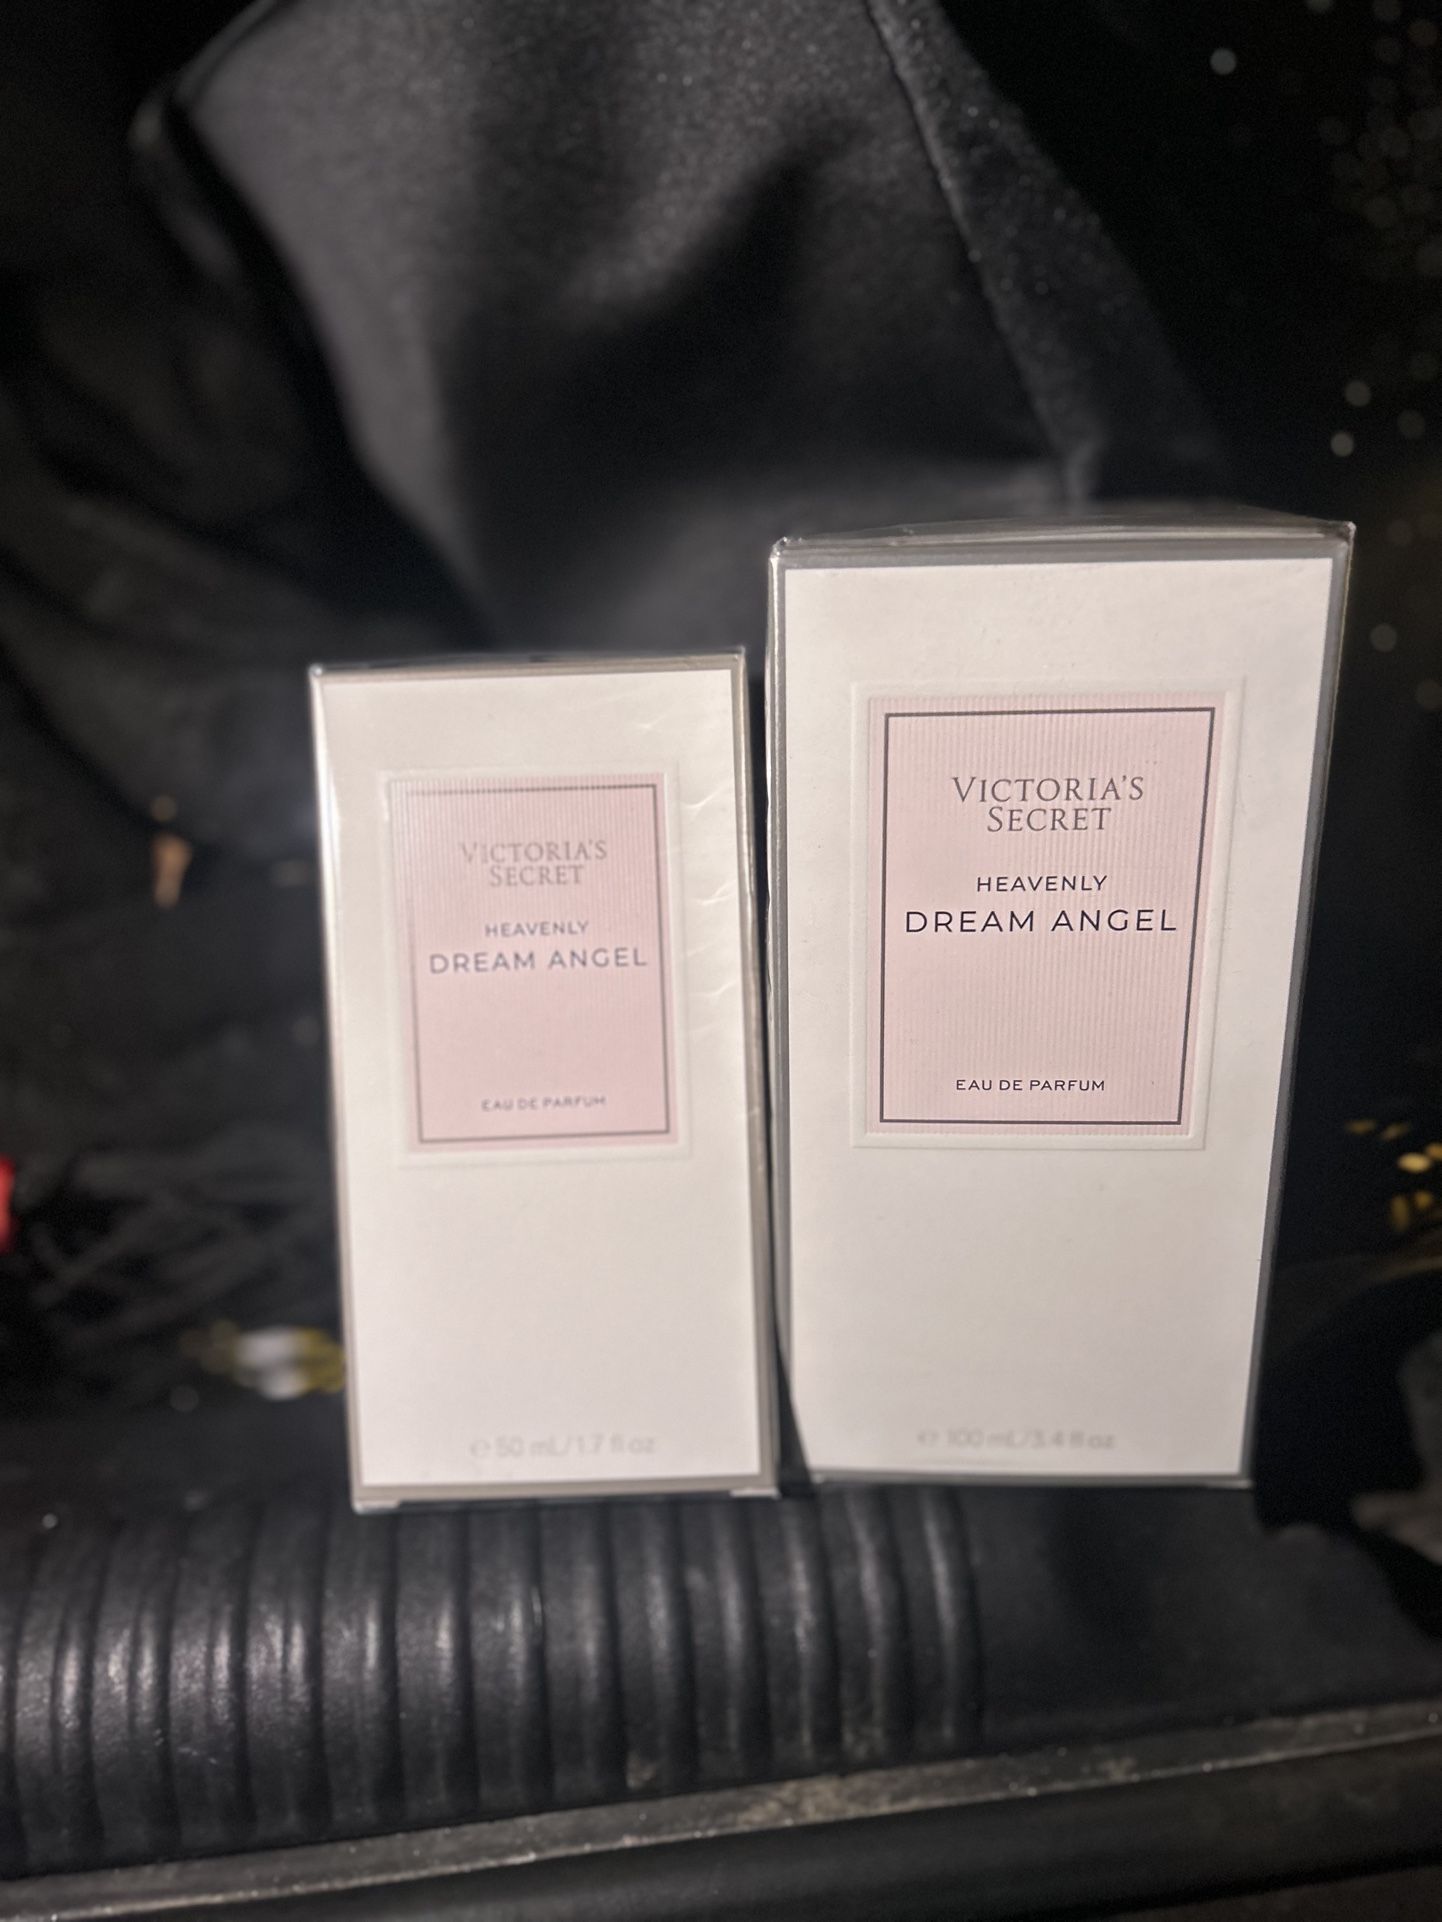 VICTORIA'S
SECRET
HEAVENLY
DREAM ANGEL
EAU DE PARFUM
℮ 50 mL/1.7 fl oz
VICTORIA'S
SECRET
HEAVENLY
DREAM ANGEL
EAU DE PARFUM
℮ 100 mL/3.4 fl oz